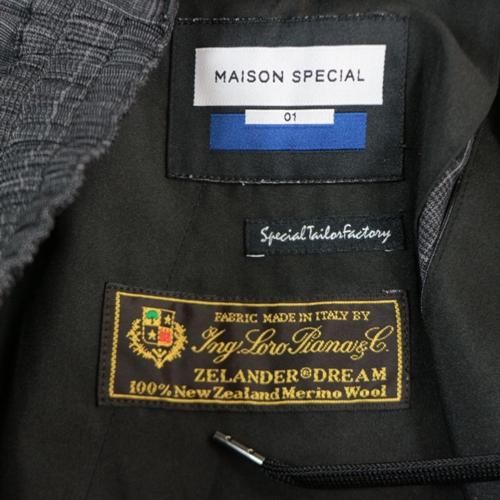 MAISON SPECIAL
01
SpecialTailorFactory
FABRIC MADE IN ITALY BY
Ing. Loro Piana & C.
ZELANDER® DREAM
100% New Zealand Merino Wool